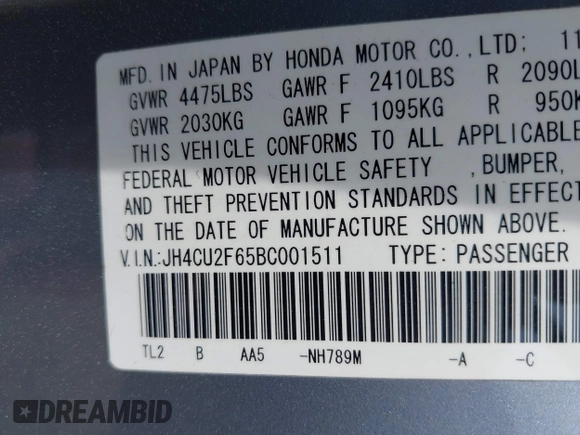 MFD. IN JAPAN BY HONDA MOTOR CO., LTD; 11
GVWR 4475LBS GAWR F 2410LBS R 2090L
GVWR 2030KG GAWR F 1095KG R 950K
THIS VEHICLE CONFORMS TO ALL APPLICABLE
FEDERAL MOTOR VEHICLE SAFETY , BUMPER,
AND THEFT PREVENTION STANDARDS IN EFFECT
ON THE DATE OF MANUFACTURE SHOWN ABOVE.
V.I.N.:JH4CU2F65BC001511 TYPE: PASSENGER
TL2 B AA5 -NH789M -A -C
DREAMBID